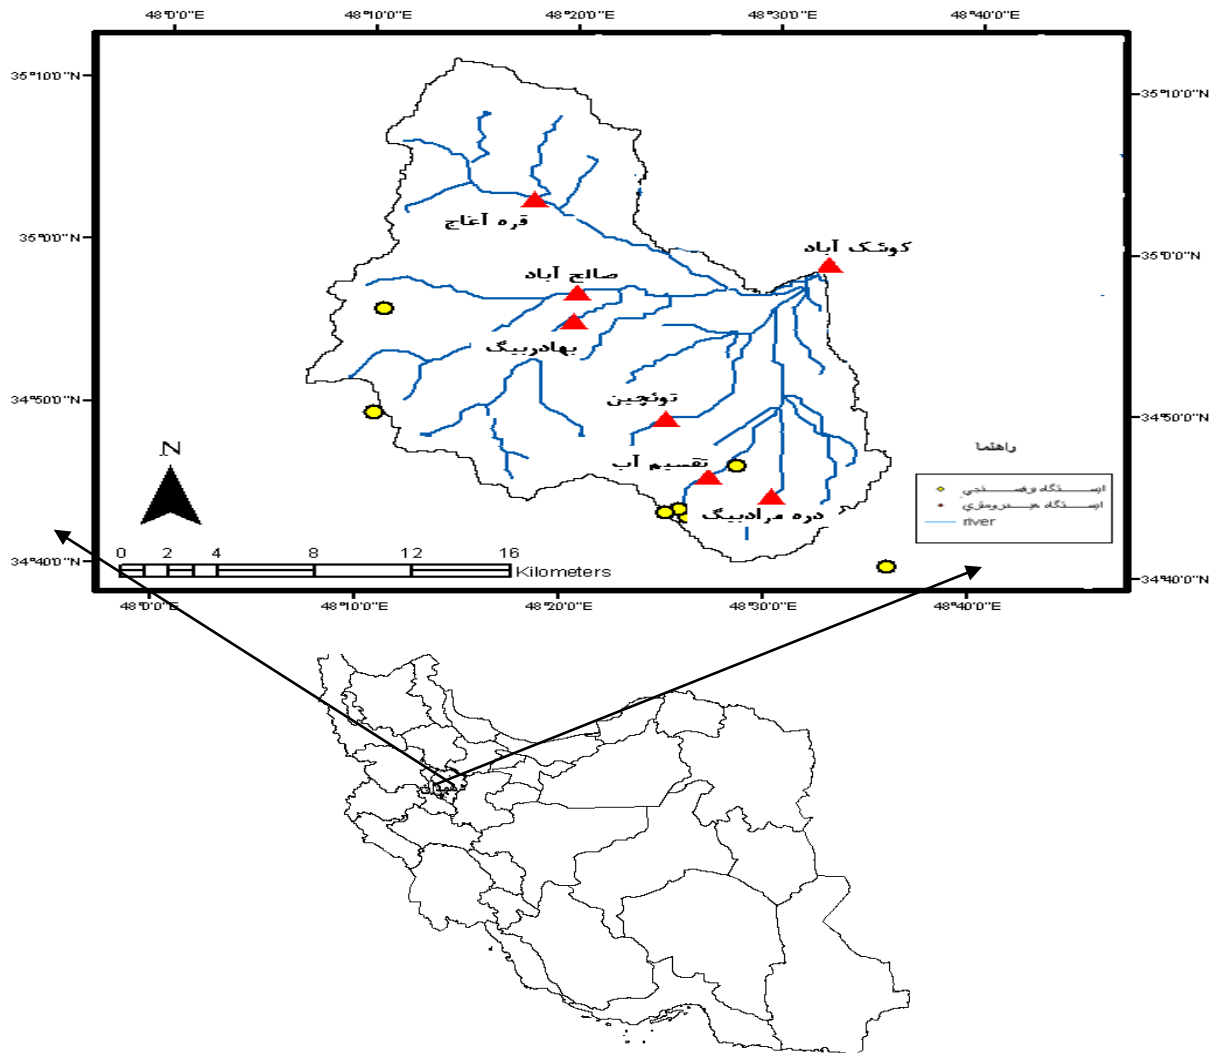 48°0'0"E 48°10'0"E 48°20'0"E 48°30'0"E 48°40'0"E
35°10'0"N
35°10'0"N
قره آغاج
35°0'0"N
کوشک آباد
35°0'0"N
صالح آباد
بهادربیگ
34°50'0"N
توئجین
34°50'0"N
N
تقسیم آب
راهنما
دره مرادبیگ
ایستگاه برفسنجی
ایستگاه هیدرومتری
river
34°40'0"N
0 2 4 8 12 16
Kilometers
34°40'0"N
48°0'0"E 48°10'0"E 48°20'0"E 48°30'0"E 48°40'0"E